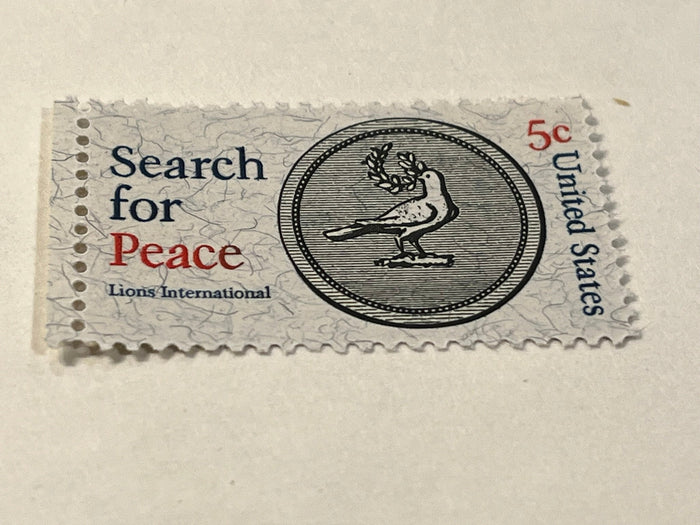 Search
for
Peace
Lions International
5c
United States